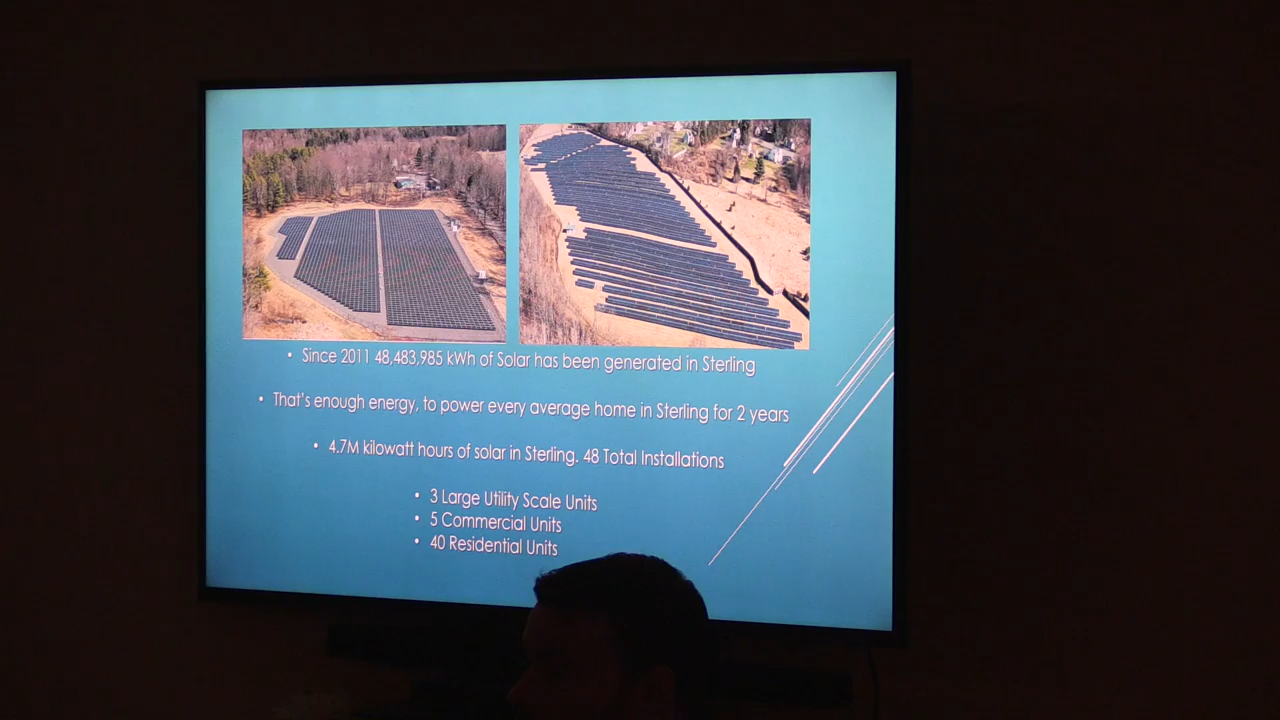 • Since 2011 48,483,985 kWh of Solar has been generated in Sterling
• That's enough energy, to power every average home in Sterling for 2 years
• 4.7M kilowatt hours of solar in Sterling. 48 Total Installations
• 3 Large Utility Scale Units
• 5 Commercial Units
• 40 Residential Units